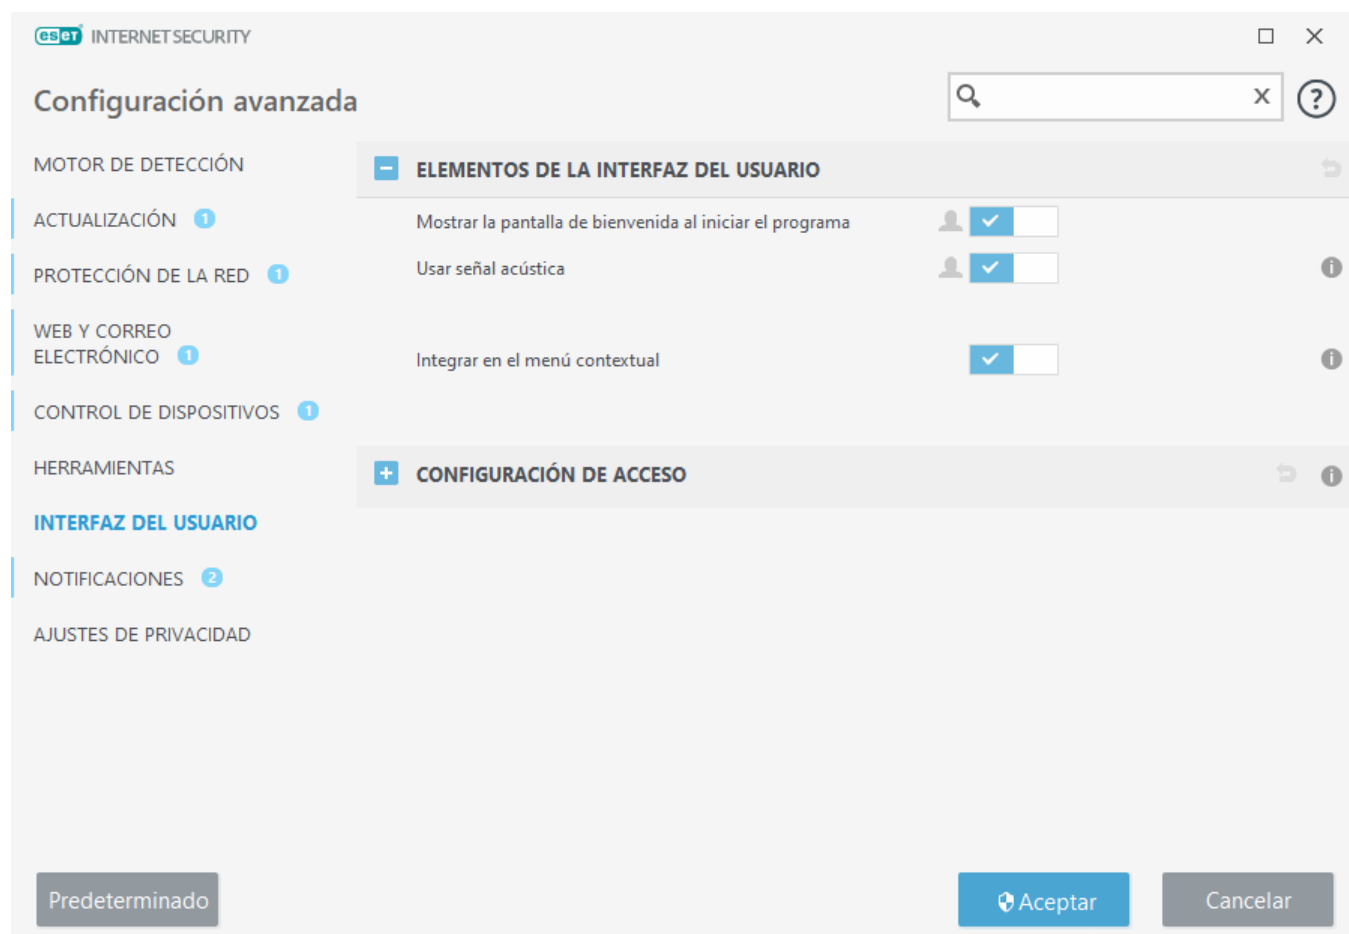 eset INTERNET SECURITY
Configuración avanzada
x
?
MOTOR DE DETECCIÓN
ACTUALIZACIÓN 1
PROTECCIÓN DE LA RED 1
WEB Y CORREO
ELECTRÓNICO 1
CONTROL DE DISPOSITIVOS 1
HERRAMIENTAS
INTERFAZ DEL USUARIO
NOTIFICACIONES 2
AJUSTES DE PRIVACIDAD
ELEMENTOS DE LA INTERFAZ DEL USUARIO
Mostrar la pantalla de bienvenida al iniciar el programa
Usar señal acústica
Integrar en el menú contextual
CONFIGURACIÓN DE ACCESO
Predeterminado
Aceptar
Cancelar